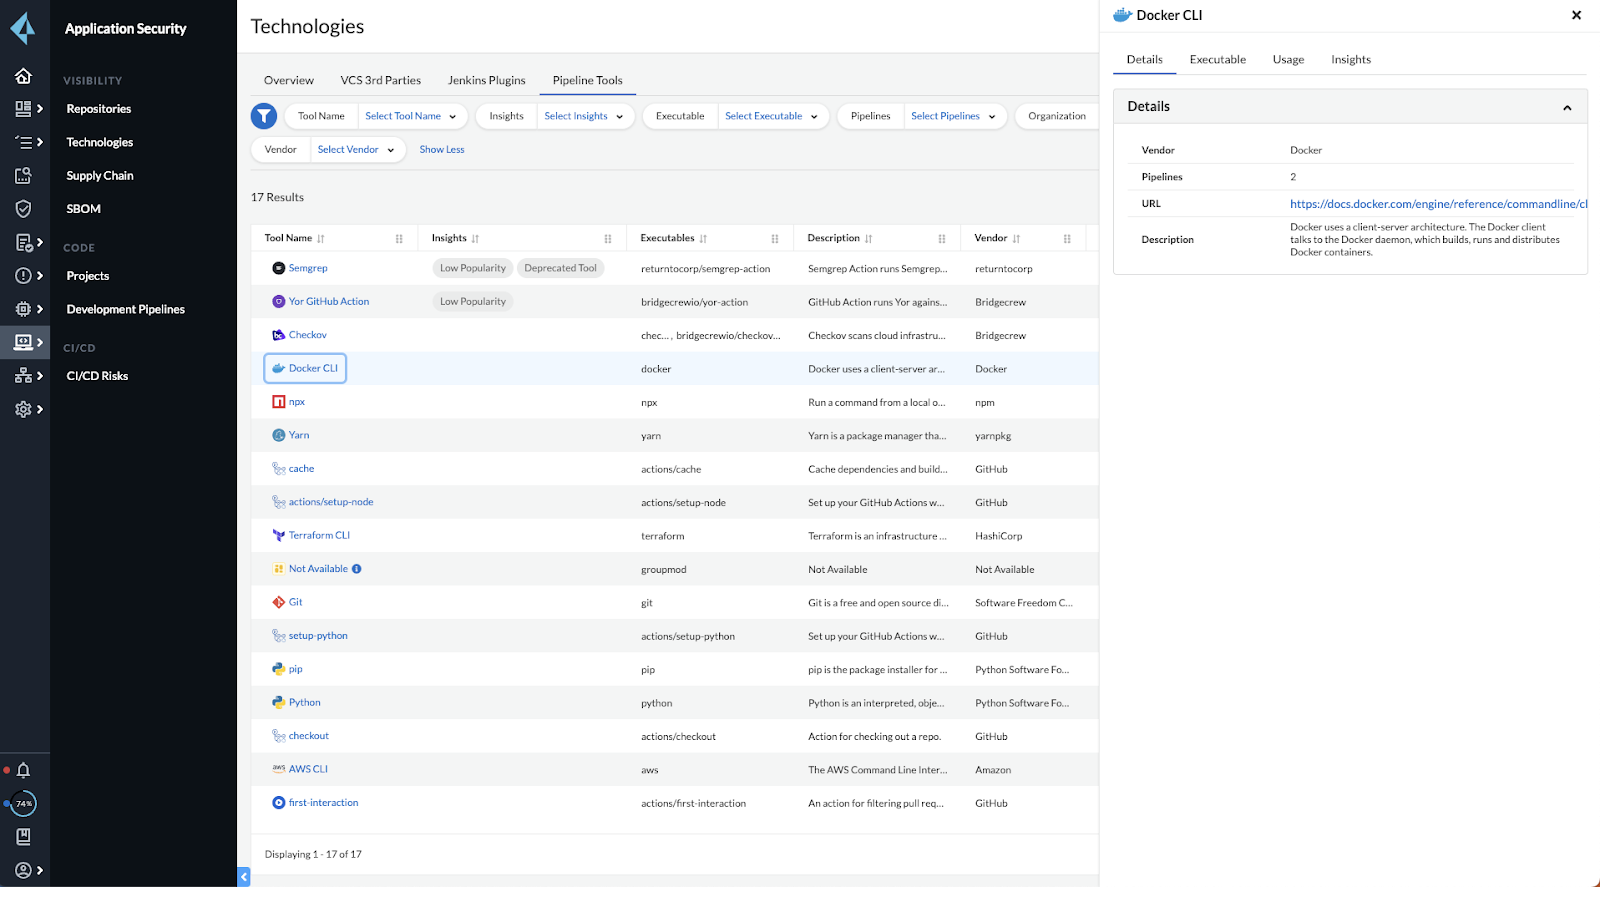 Application Security
VISIBILITY
Repositories
Technologies
Supply Chain
SBOM
CODE
Projects
Development Pipelines
CI/CD
CI/CD Risks
74%
Technologies
Overview VCS 3rd Parties Jenkins Plugins Pipeline Tools
Tool Name Select Tool Name Insights Select Insights Executable Select Executable Pipelines Select Pipelines Organization
Vendor Select Vendor Show Less
17 Results
Tool Name Insights Executables Description Vendor
Semgrep Low Popularity Deprecated Tool returntocorp/semgrep-action Semgrep Action runs Semgrep... returntocorp
Yor GitHub Action Low Popularity bridgecrewio/yor-action GitHub Action runs Yor agains... Bridgecrew
Checkov chec... , bridgecrewio/checkov... Checkov scans cloud infrastru... Bridgecrew
Docker CLI docker Docker uses a client-server ar... Docker
npx npx Run a command from a local o... npm
Yarn yarn Yarn is a package manager tha... yarnpkg
cache actions/cache Cache dependencies and build... GitHub
actions/setup-node actions/setup-node Set up your GitHub Actions w... GitHub
Terraform CLI terraform Terraform is an infrastructure ... HashiCorp
Not Available groupmod Not Available Not Available
Git git Git is a free and open source di... Software Freedom C...
setup-python actions/setup-python Set up your GitHub Actions w... GitHub
pip pip pip is the package installer for ... Python Software Fo...
Python python Python is an interpreted, obje... Python Software Fo...
checkout actions/checkout Action for checking out a repo. GitHub
aws AWS CLI aws The AWS Command Line Inter... Amazon
first-interaction actions/first-interaction An action for filtering pull req... GitHub
Displaying 1 - 17 of 17
Docker CLI
Details Executable Usage Insights
Details
Vendor Docker
Pipelines 2
URL https://docs.docker.com/engine/reference/commandline/cl
Description Docker uses a client-server architecture. The Docker client
talks to the Docker daemon, which builds, runs and distributes
Docker containers.